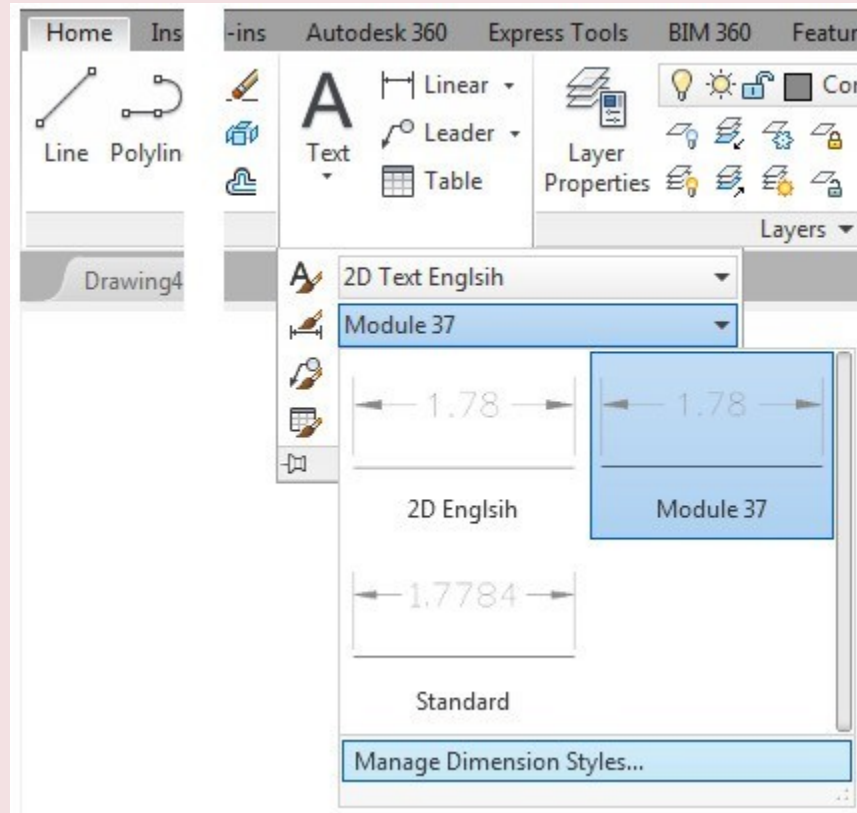 Home Ins -ins Autodesk 360 Express Tools BIM 360 Featur
Line Polylin
A
Text
Linear
Leader
Table
Layer
Properties
Cor
Layers
Drawing4
2D Text Englsih
Module 37
1.78
2D Englsih
1.78
Module 37
1.7784
Standard
Manage Dimension Styles...